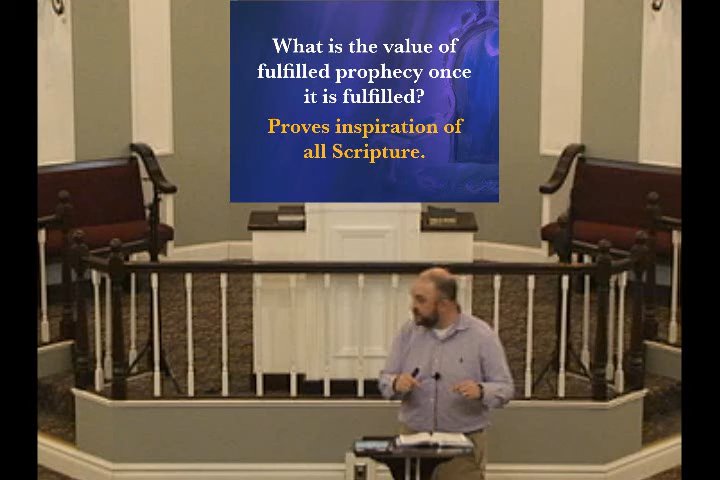 What is the value of
fulfilled prophecy once
it is fulfilled?
Proves inspiration of
all Scripture.